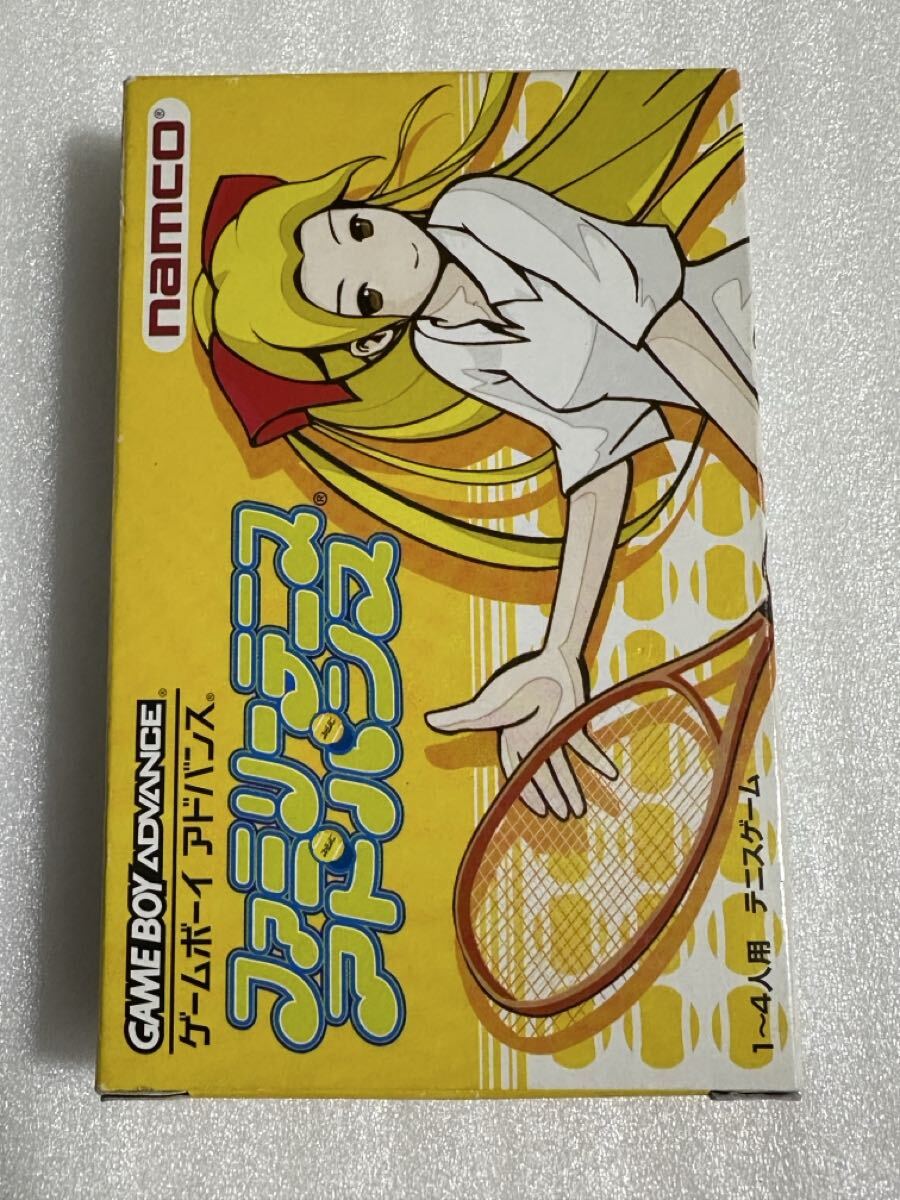 GAME BOY ADVANCE®
ゲームボーイ アドバンス®
namco®
ファミリーテニス®
アドバンス
1〜4人用 テニスゲーム